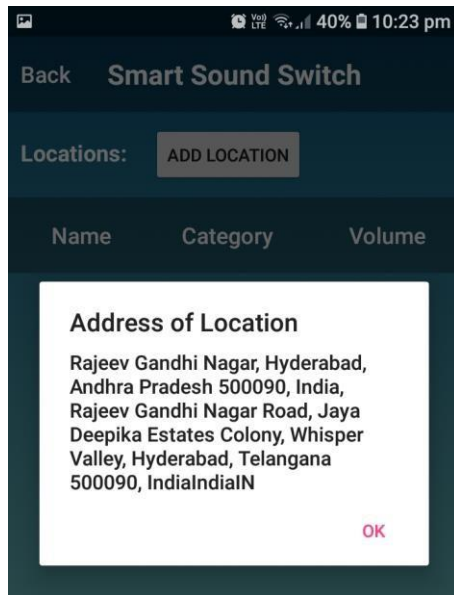 Vo)) LTE 40% 10:23 pm
Back Smart Sound Switch
Locations: ADD LOCATION
Name Category Volume
Address of Location
Rajeev Gandhi Nagar, Hyderabad,
Andhra Pradesh 500090, India,
Rajeev Gandhi Nagar Road, Jaya
Deepika Estates Colony, Whisper
Valley, Hyderabad, Telangana
500090, IndiaIndiaIN
OK